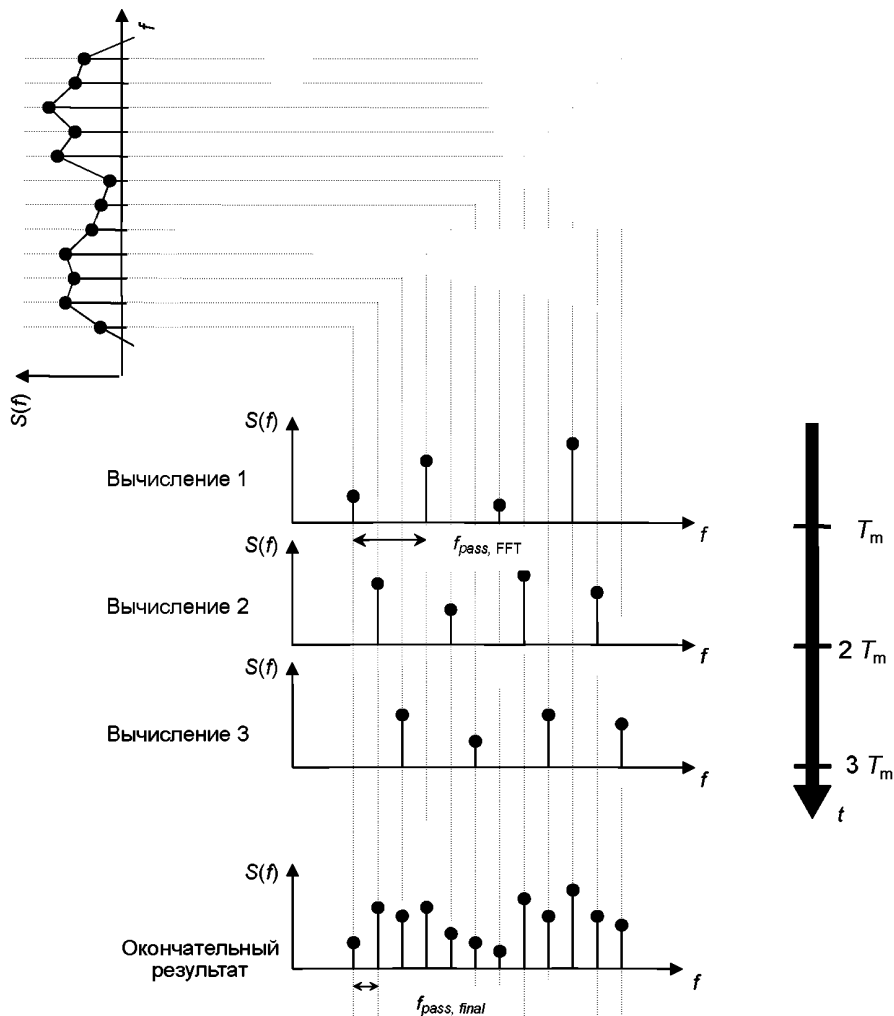 f
S(f)
S(f)
Вычисление 1
f
T_m
f_pass, FFT
S(f)
Вычисление 2
f
2 T_m
S(f)
Вычисление 3
f
3 T_m
t
S(f)
Окончательный
результат
f
f_pass, final